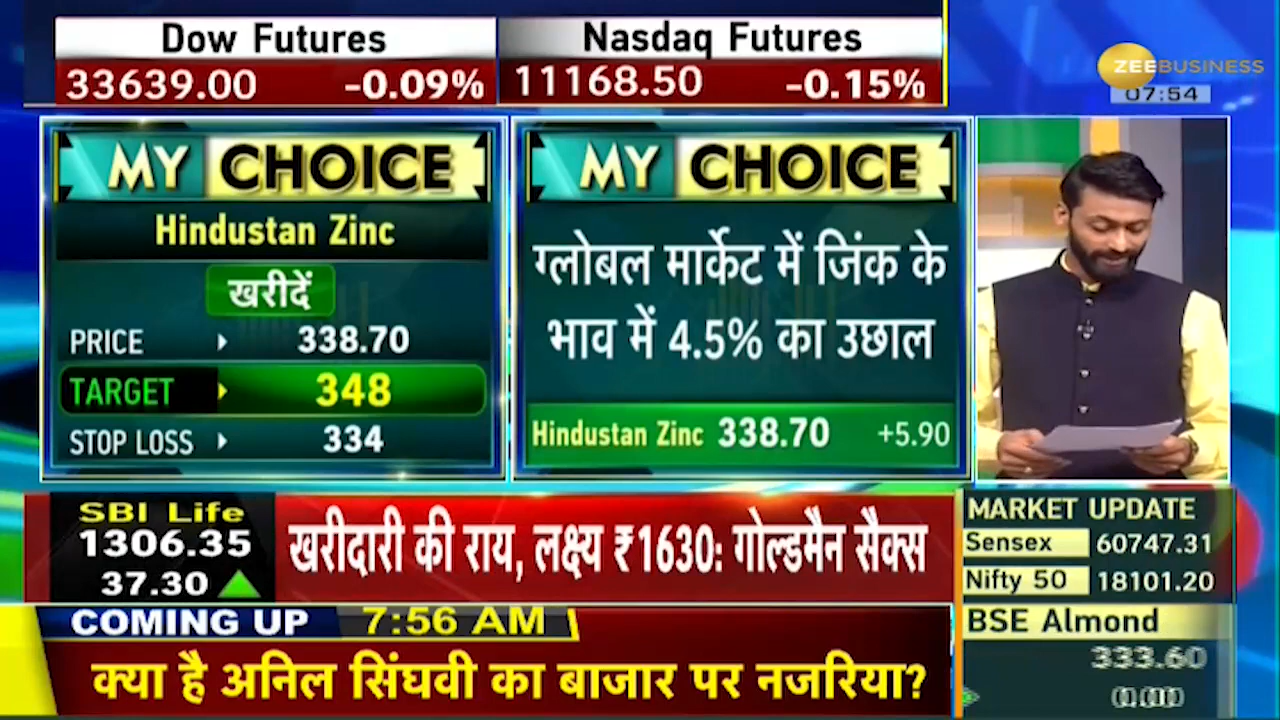 Dow Futures
33639.00 -0.09%
Nasdaq Futures
11168.50 -0.15%
ZEEBUSINESS
07:54
MY CHOICE
Hindustan Zinc
खरीदें
PRICE 338.70
TARGET 348
STOP LOSS 334
MY CHOICE
ग्लोबल मार्केट में जिंक के
भाव में 4.5% का उछाल
Hindustan Zinc 338.70 +5.90
SBI Life
1306.35
37.30
खरीदारी की राय, लक्ष्य ₹1630: गोल्डमैन सैक्स
MARKET UPDATE
Sensex 60747.31
Nifty 50 18101.20
BSE Almond
333.60
0.00
COMING UP 7:56 AM
क्या है अनिल सिंघवी का बाजार पर नजरिया?